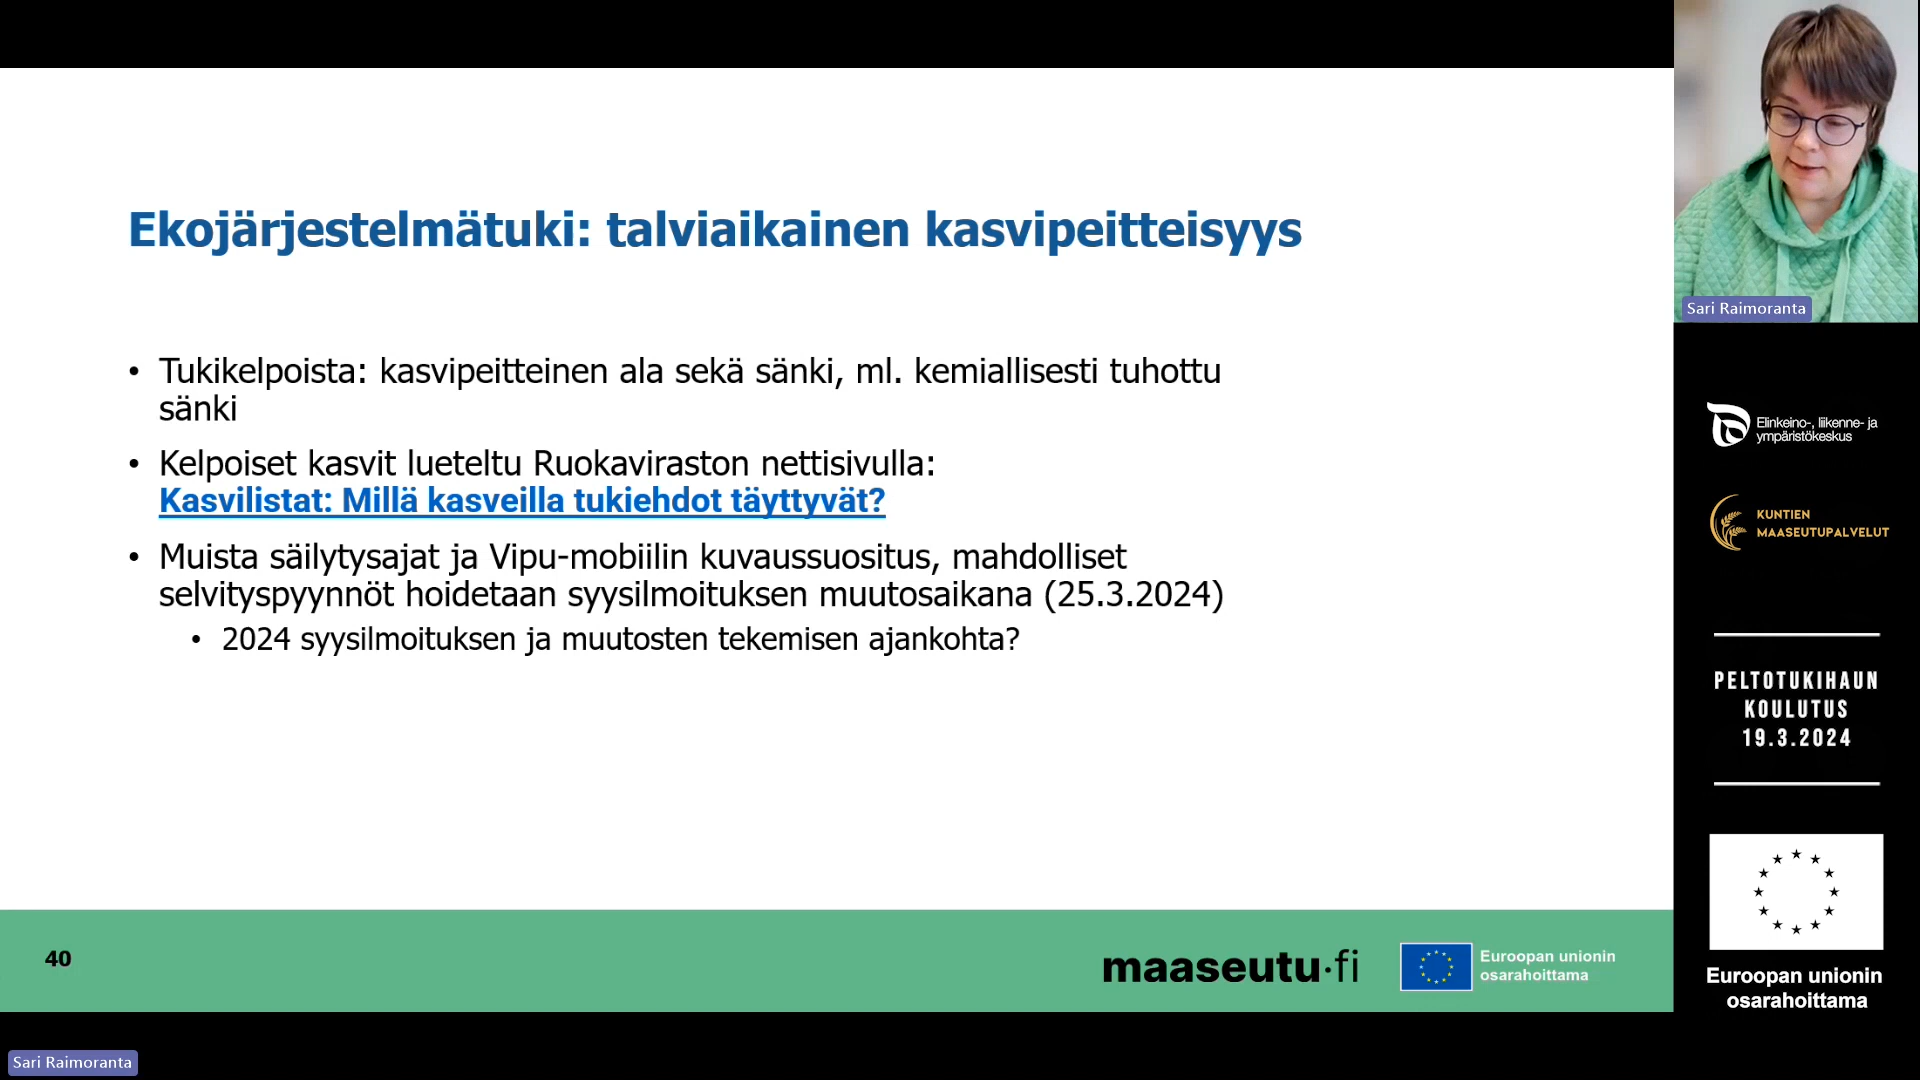 Ekojärjestelmätuki: talviaikainen kasvipeitteisyys
• Tukikelpoista: kasvipeitteinen ala sekä sänki, ml. kemiallisesti tuhottu
sänki
• Kelpoiset kasvit lueteltu Ruokaviraston nettisivulla:
Kasvilistat: Millä kasveilla tukiehdot täyttyvät?
• Muista säilytysajat ja Vipu-mobiilin kuvaussuositus, mahdolliset
selvityspyynnöt hoidetaan syysilmoituksen muutosaikana (25.3.2024)
• 2024 syysilmoituksen ja muutosten tekemisen ajankohta?
40
maaseutu.fi
Euroopan unionin
osarahoittama
Sari Raimoranta
Elinkeino-, liikenne- ja
ympäristökeskus
KUNTIEN
MAASEUTUPALVELUT
PELTOTUKIHAUN
KOULUTUS
19.3.2024
Euroopan unionin
osarahoittama
Sari Raimoranta